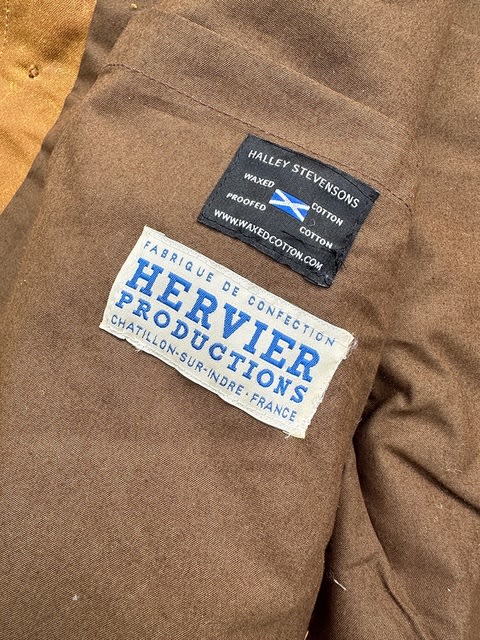 HALLEY STEVENSONS
WAXED COTTON
PROOFED COTTON
WWW.WAXEDCOTTON.COM
FABRIQUE DE CONFECTION
HERVIER
PRODUCTIONS
CHATILLON-SUR-INDRE·FRANCE